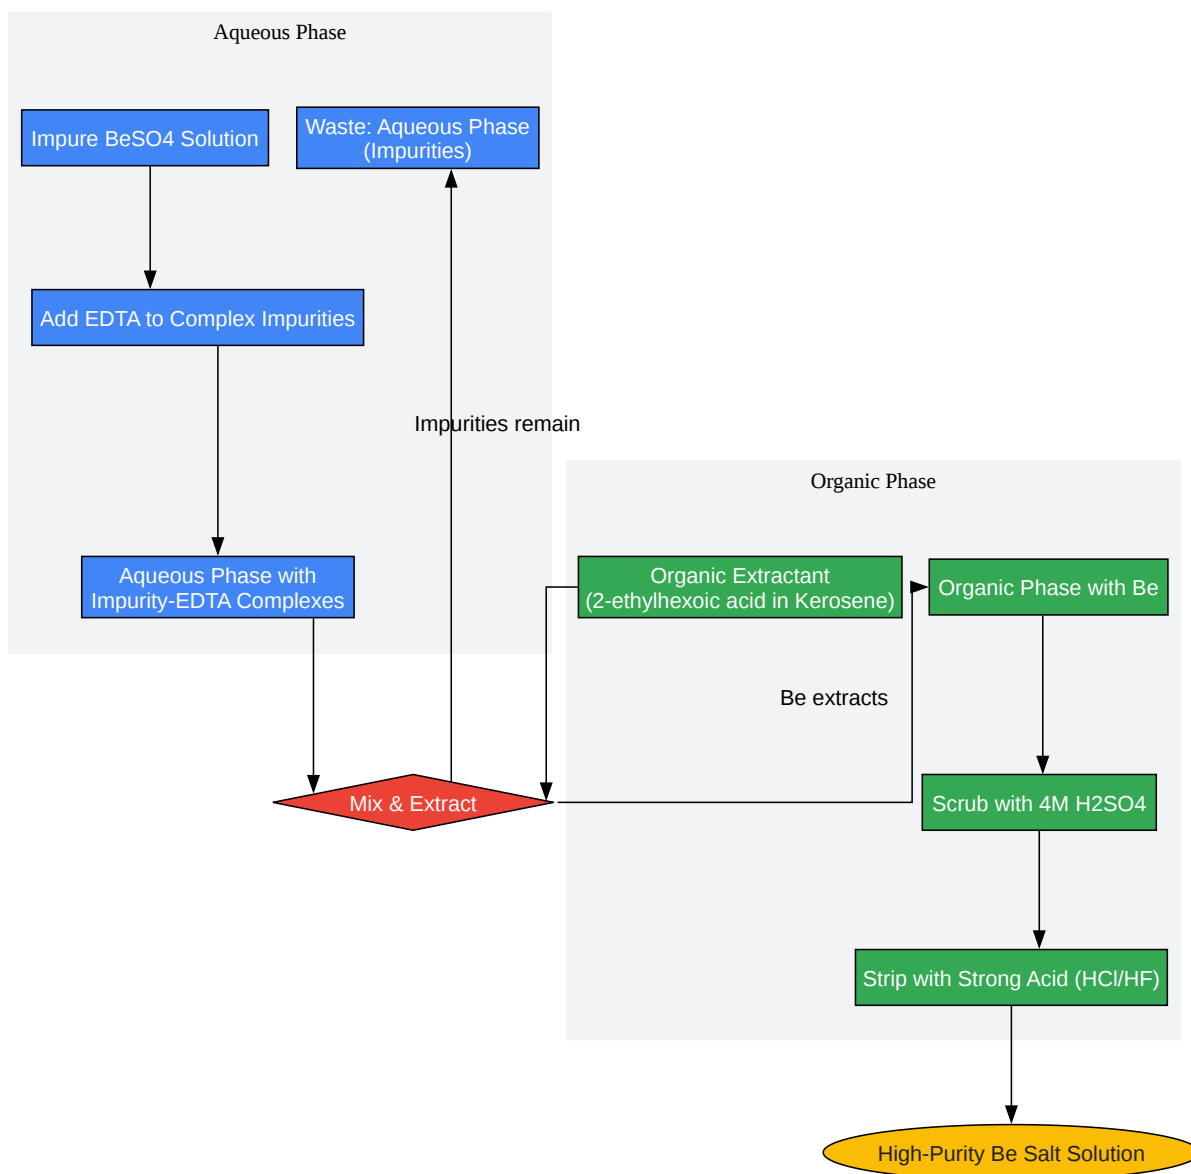 Aqueous Phase
Impure BeSO4 Solution
Waste: Aqueous Phase
(Impurities)
Add EDTA to Complex Impurities
Impurities remain
Organic Phase
Aqueous Phase with
Impurity-EDTA Complexes
Organic Extractant
(2-ethylhexoic acid in Kerosene)
Organic Phase with Be
Be extracts
Mix & Extract
Scrub with 4M H2SO4
Strip with Strong Acid (HCl/HF)
High-Purity Be Salt Solution